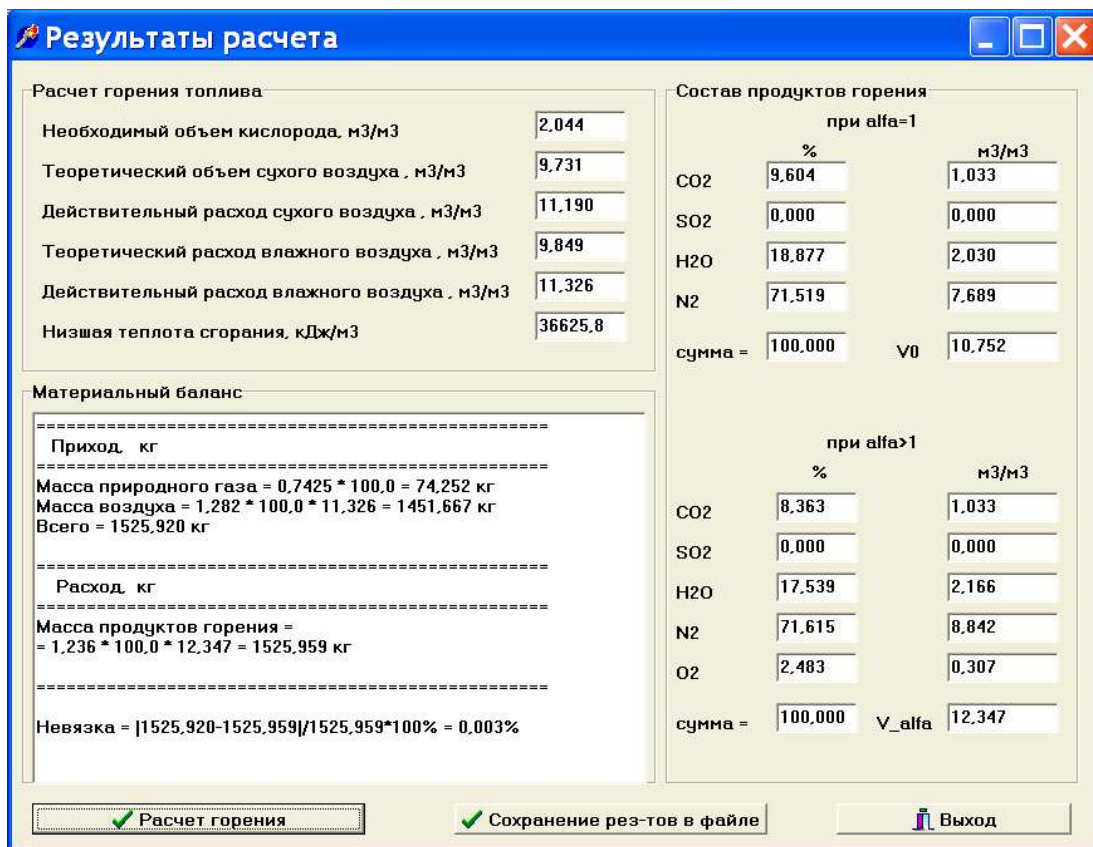 Результаты расчета
Расчет горения топлива
Необходимый объем кислорода, м3/м3 2,044
Теоретический объем сухого воздуха , м3/м3 9,731
Действительный расход сухого воздуха , м3/м3 11,190
Теоретический расход влажного воздуха , м3/м3 9,849
Действительный расход влажного воздуха , м3/м3 11,326
Низшая теплота сгорания, кДж/м3 36625,8
Материальный баланс
===================================================
Приход, кг
===================================================
Масса природного газа = 0,7425 * 100,0 = 74,252 кг
Масса воздуха = 1,282 * 100,0 * 11,326 = 1451,667 кг
Всего = 1525,920 кг
===================================================
Расход, кг
===================================================
Масса продуктов горения =
= 1,236 * 100,0 * 12,347 = 1525,959 кг
===================================================
Невязка = |1525,920-1525,959|/1525,959*100% = 0,003%
Состав продуктов горения
при alfa=1
% м3/м3
CO2 9,604 1,033
SO2 0,000 0,000
H2O 18,877 2,030
N2 71,519 7,689
сумма = 100,000 V0 10,752
при alfa>1
% м3/м3
CO2 8,363 1,033
SO2 0,000 0,000
H2O 17,539 2,166
N2 71,615 8,842
O2 2,483 0,307
сумма = 100,000 V_alfa 12,347
Расчет горения
Сохранение рез-тов в файле
Выход